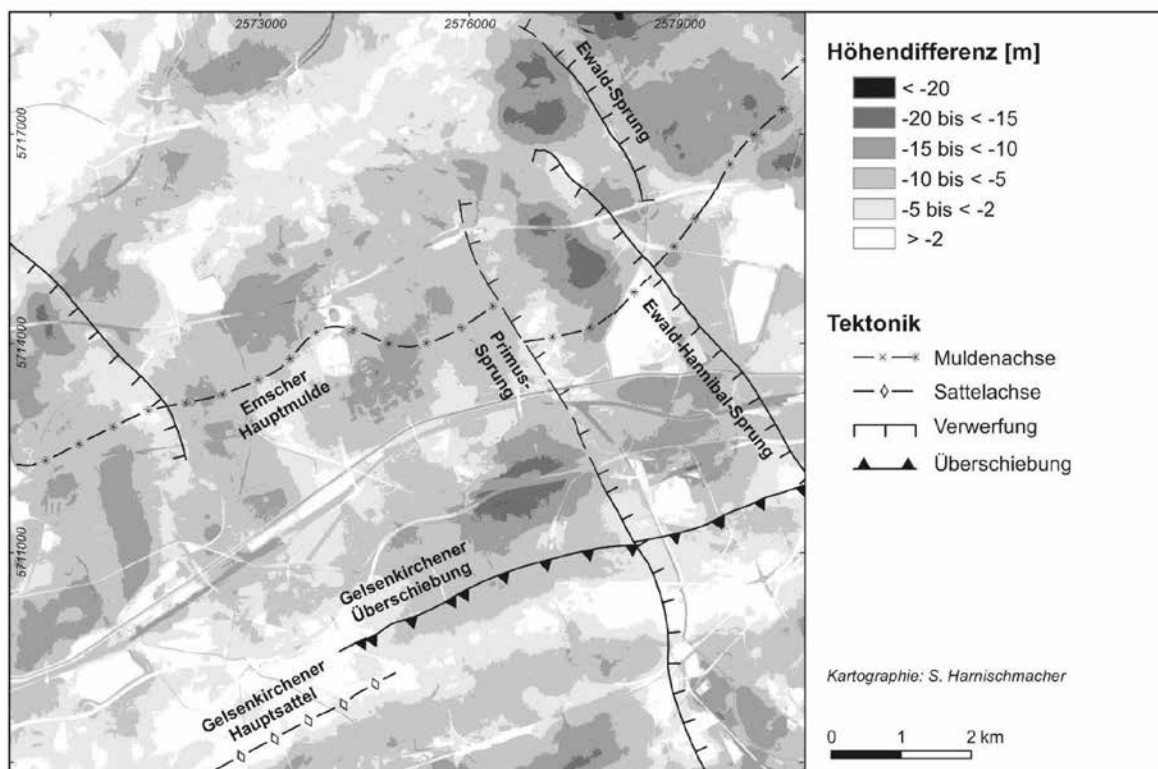 2573000
2576000
2579000
5717000
5714000
5711000
Ewald-Sprung
Primus-
Sprung
Ewald-Hannibal-Sprung
Emscher
Hauptmulde
Gelsenkirchener
Überschiebung
Gelsenkirchener
Hauptsattel
Höhendifferenz [m]
< -20
-20 bis < -15
-15 bis < -10
-10 bis < -5
-5 bis < -2
> -2
Tektonik
Muldenachse
Sattelachse
Verwerfung
Überschiebung
Kartographie: S. Harnischmacher
0 1 2 km